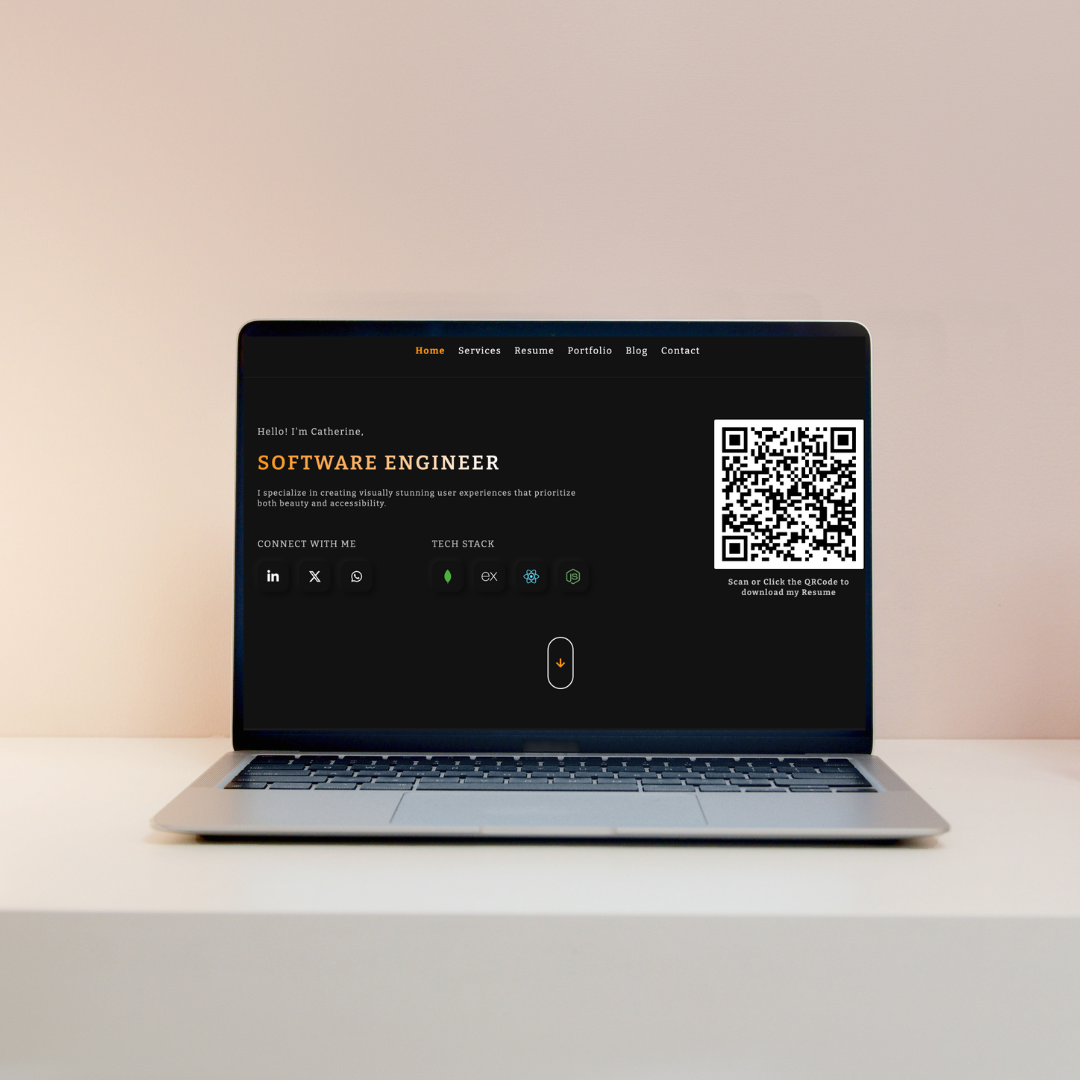 Home Services Resume Portfolio Blog Contact
Hello! I'm Catherine,
SOFTWARE ENGINEER
I specialize in creating visually stunning user experiences that prioritize
both beauty and accessibility.
CONNECT WITH ME
TECH STACK
in X
ex
JS
Scan or Click the QRCode to
download my Resume